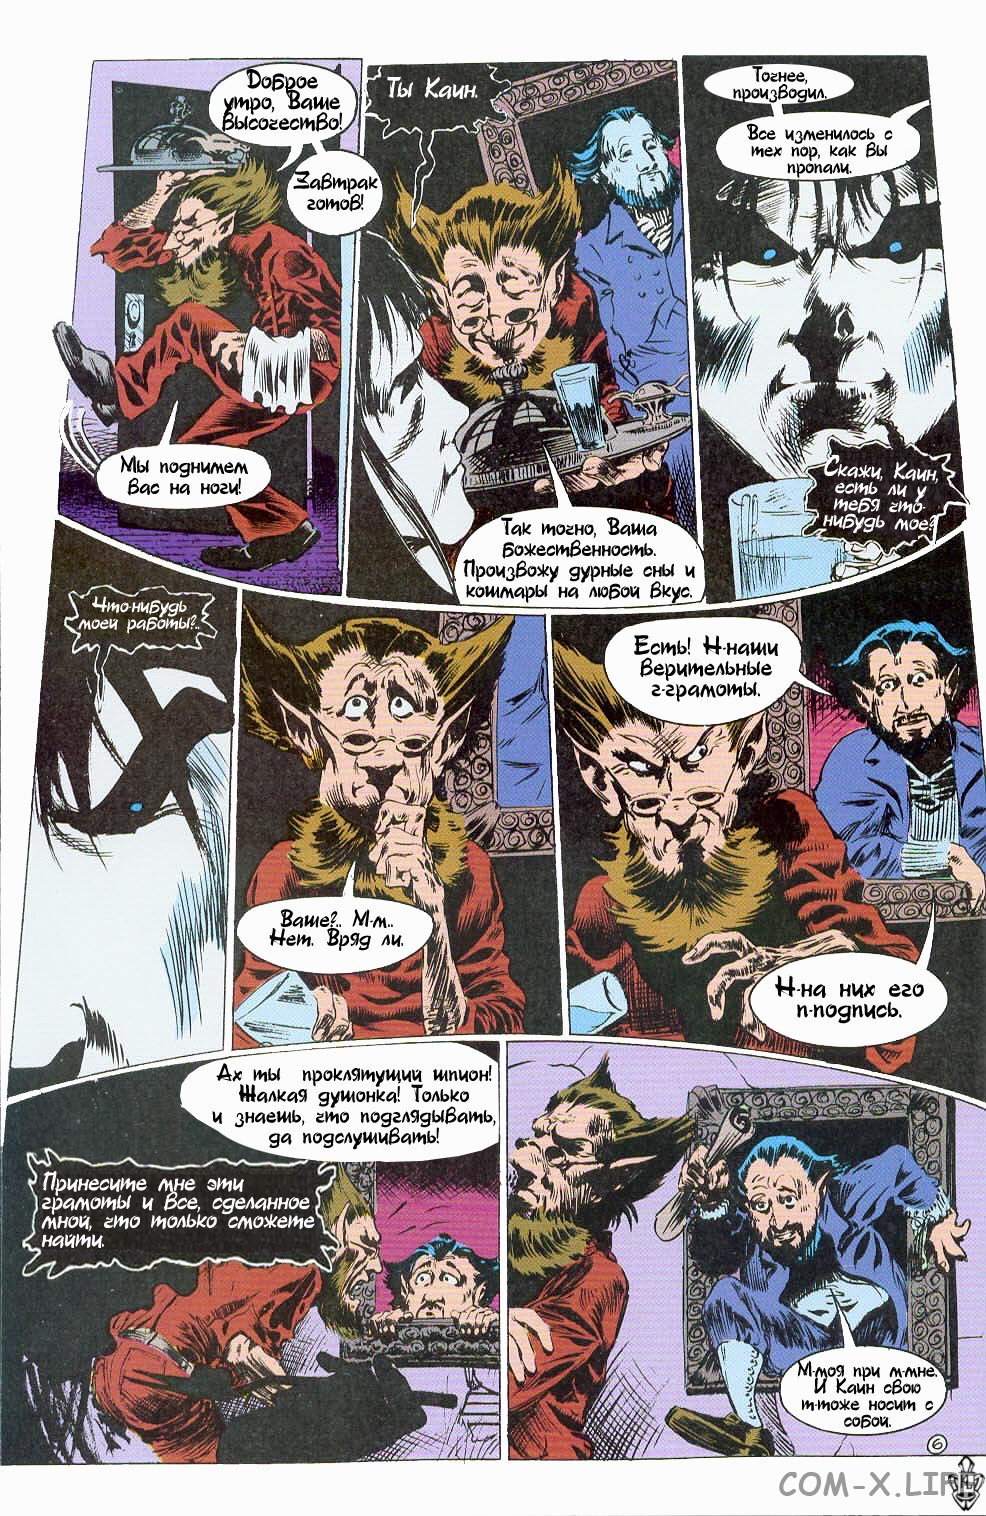 Доброе
утро, Ваше
Высочество!
Завтрак
готов!
Мы поднимем
Вас на ноги!
Ты Каин.
Так точно, Ваша
Божественность.
Произвожу дурные сны и
кошмары на любой вкус.
Точнее,
производил.
Все изменилось с
тех пор, как Вы
пропали.
Скажи, Каин,
есть ли у
тебя что-
нибудь мое?
Что-нибудь
моей работы?..
Ваше?.. М-м..
Нет. Вряд ли.
Есть! Н-наши
верительные
г-грамоты.
Н-на них его
п-подпись.
Ах ты проклятущий шпион!
Жалкая душонка! Только
и знаешь, что подглядывать,
да подслушивать!
Принесите мне эти
грамоты и все, сделанное
мной, что только сможете
найти.
М-моя при м-мне.
И Каин свою
т-тоже носит с
собой.
6
COM-X.LIFE